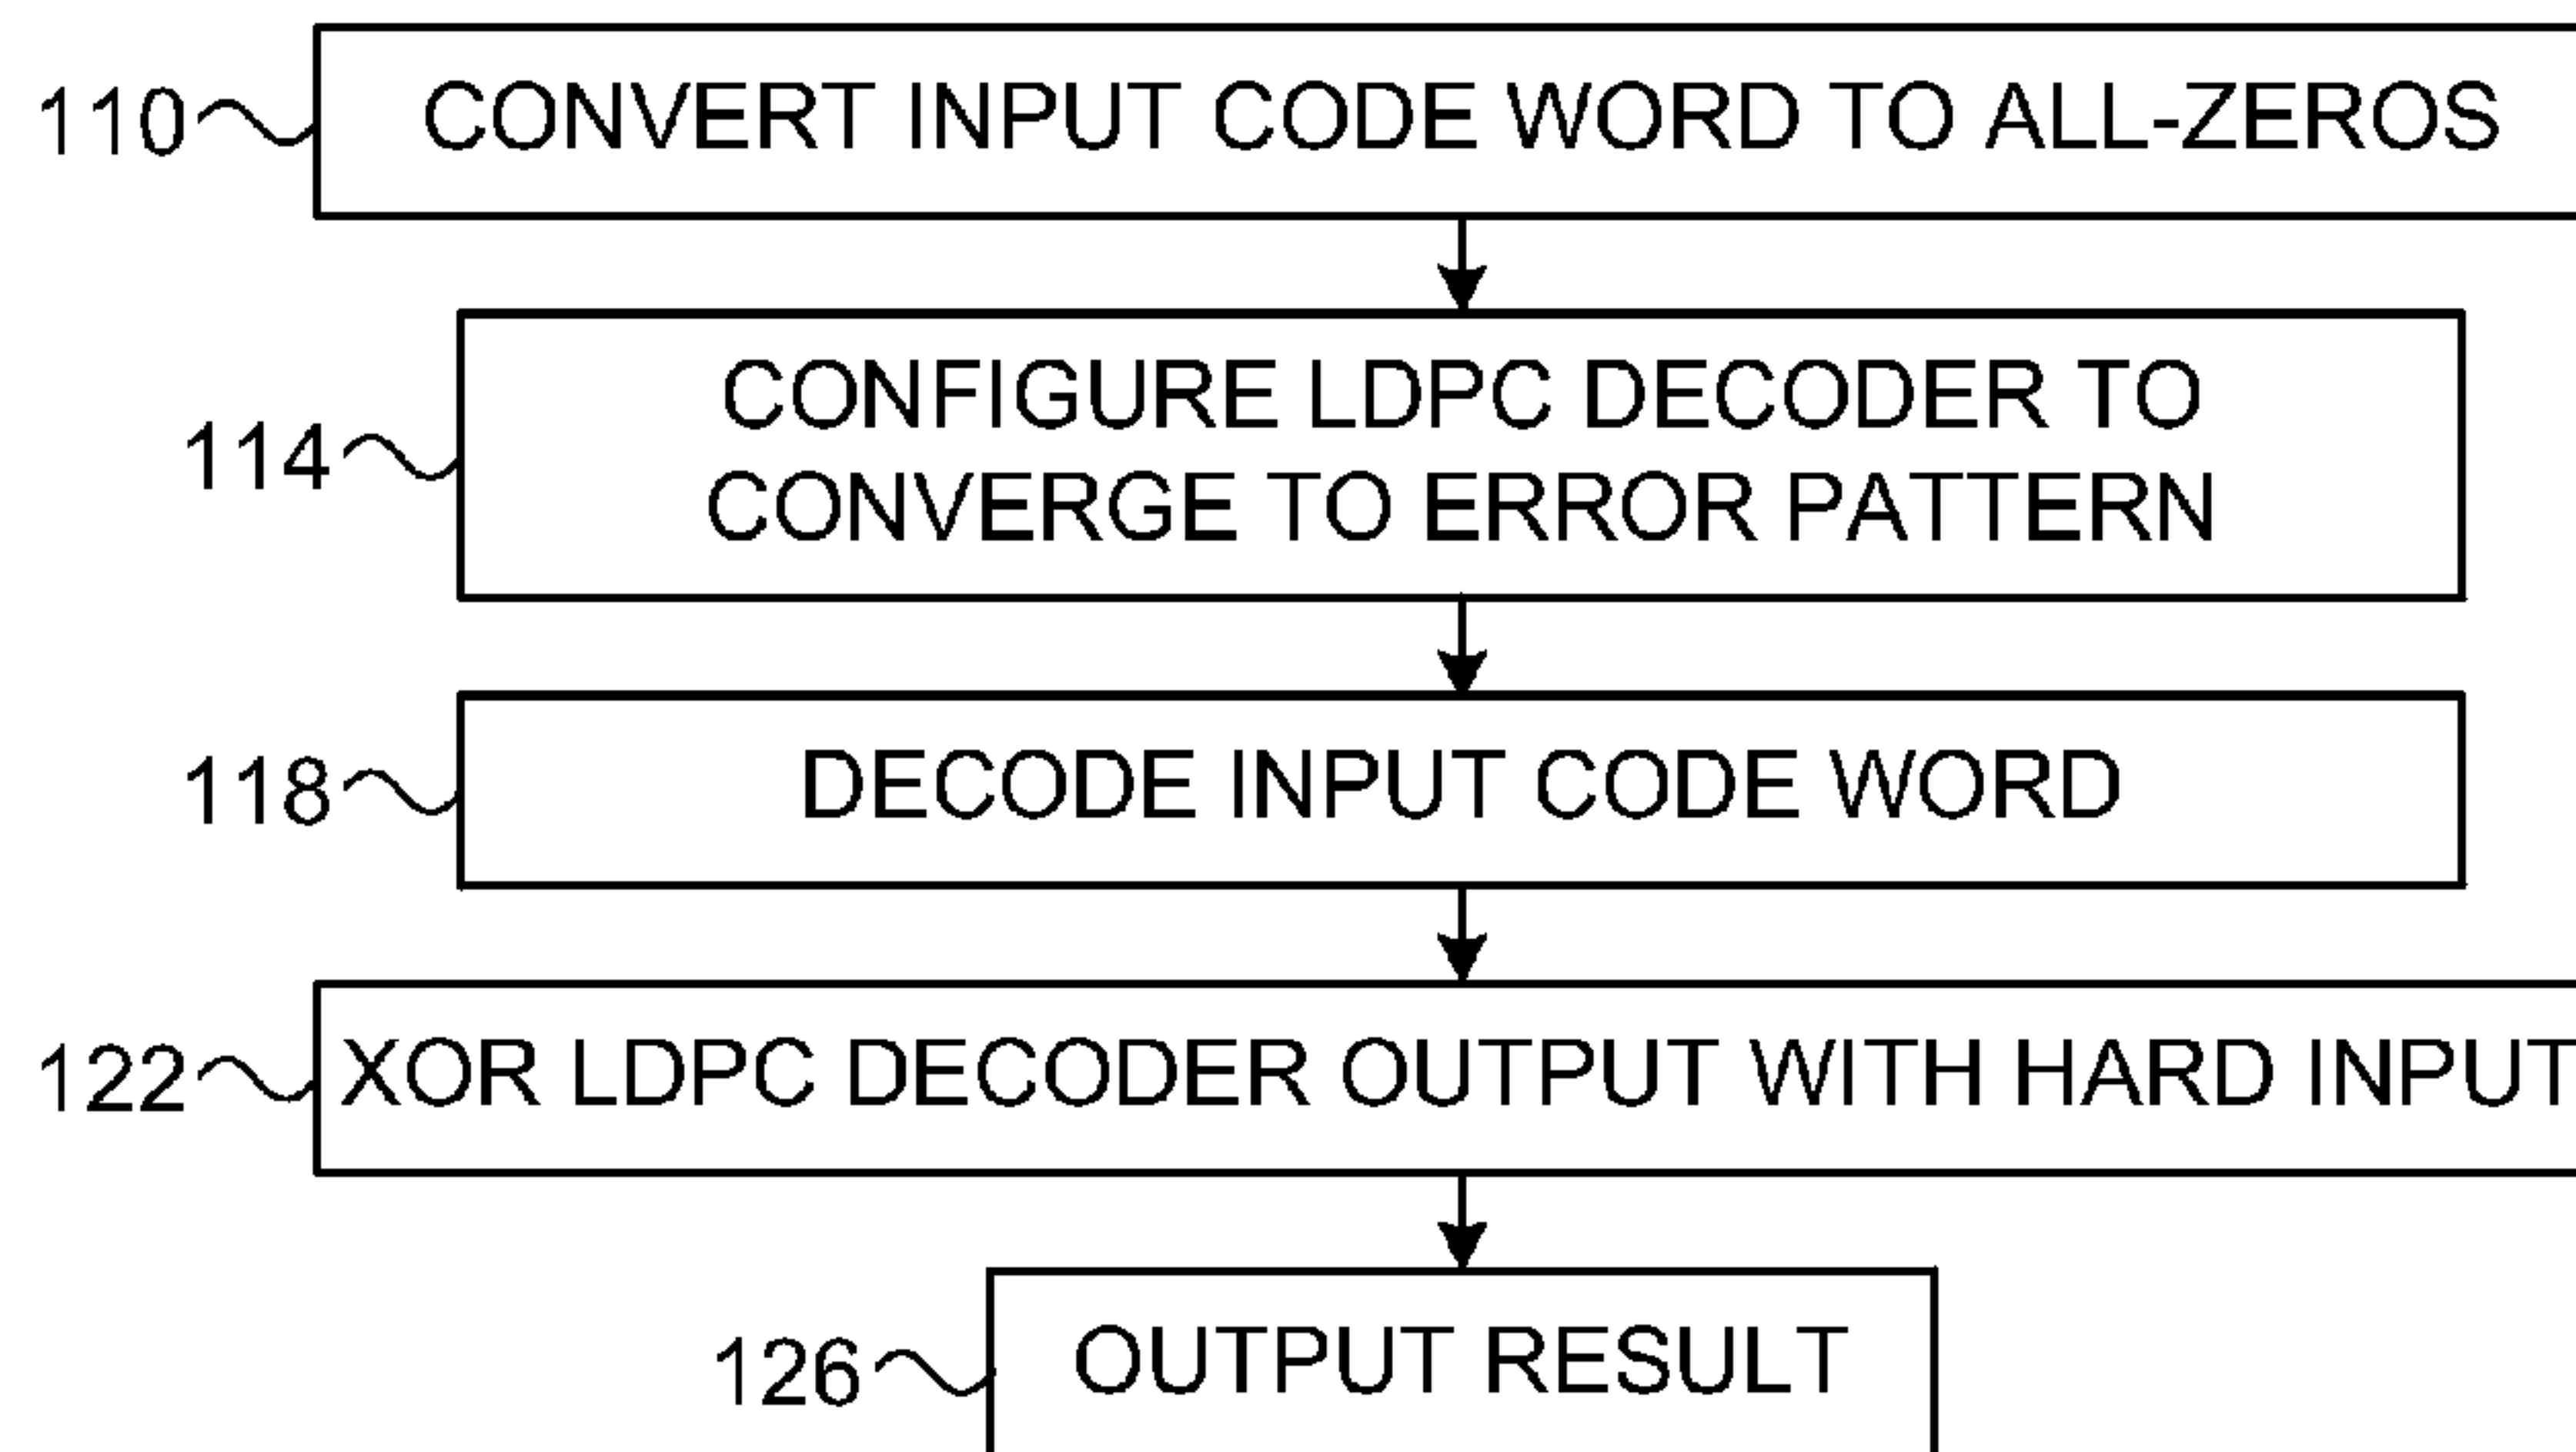 110 CONVERT INPUT CODE WORD TO ALL-ZEROS
114 CONFIGURE LDPC DECODER TO
CONVERGE TO ERROR PATTERN
118 DECODE INPUT CODE WORD
122 XOR LDPC DECODER OUTPUT WITH HARD INPUT
126 OUTPUT RESULT